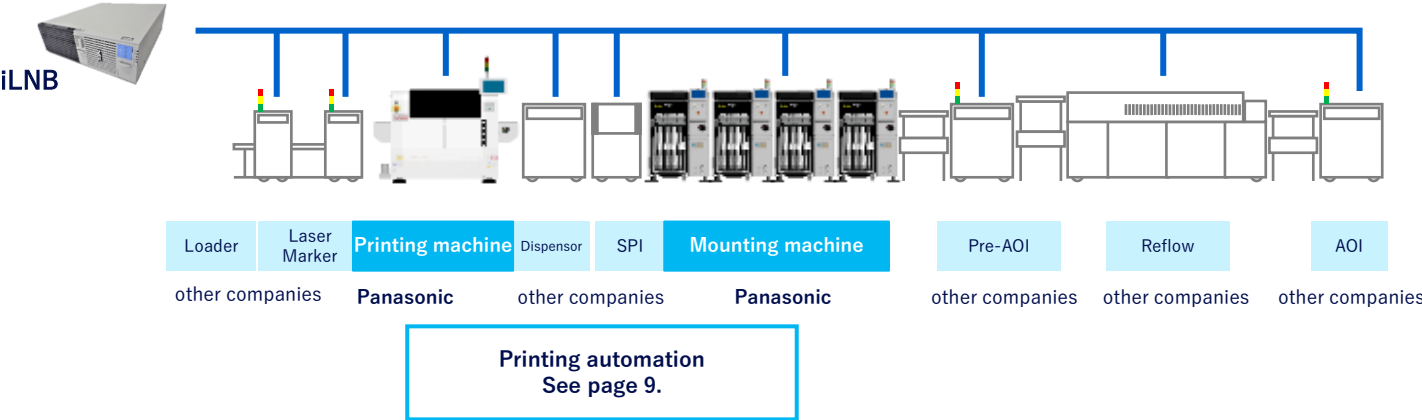 iLNB
Loader
Laser
Marker
Printing machine
Dispensor
SPI
Mounting machine
Pre-AOI
Reflow
AOI
other companies
Panasonic
other companies
Panasonic
other companies
other companies
other companies
Printing automation
See page 9.